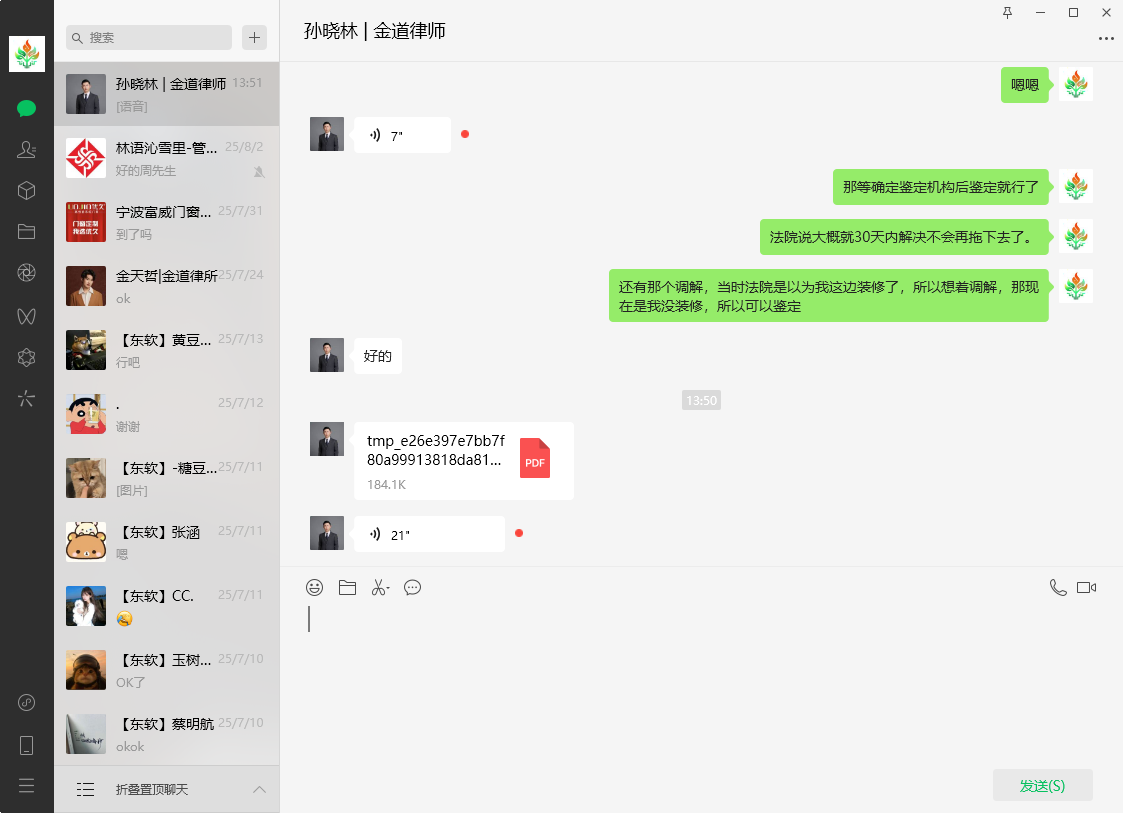 搜索
孙晓林 | 金道律师 13:51
[语音]
林语沁雪里-管... 25/8/2
好的周先生
宁波富威门窗... 25/7/31
到了吗
金天哲|金道律所 25/7/24
ok
【东软】黄豆... 25/7/13
行吧
. 25/7/12
谢谢
【东软】-糖豆... 25/7/11
[图片]
【东软】张涵 25/7/11
嗯
【东软】CC. 25/7/11
【东软】玉树... 25/7/10
OK了
【东软】蔡明航 25/7/10
okok
折叠置顶聊天
孙晓林 | 金道律师
嗯嗯
7"
那等确定鉴定机构后鉴定就行了
法院说大概就30天内解决不会再拖下去了。
还有那个调解，当时法院是以为我这边装修了，所以想着调解，那现
在是我没装修，所以可以鉴定
好的
13:50
tmp_e26e397e7bb7f
80a99913818da81...
PDF
184.1K
21"
发送(S)